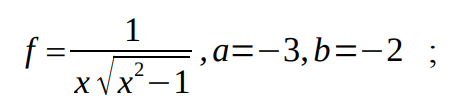 f = 1/(x√(x²−1)) , a=−3, b=−2 ;